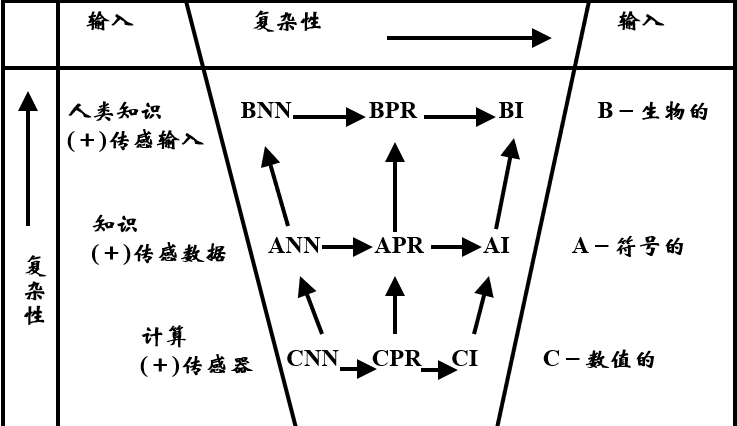 输入 复杂性 输入
人类知识 BNN BPR BI B－生物的
(＋)传感输入
知识
(＋)传感数据 ANN APR AI A－符号的
复杂性
计算
(＋)传感器 CNN CPR CI C－数值的